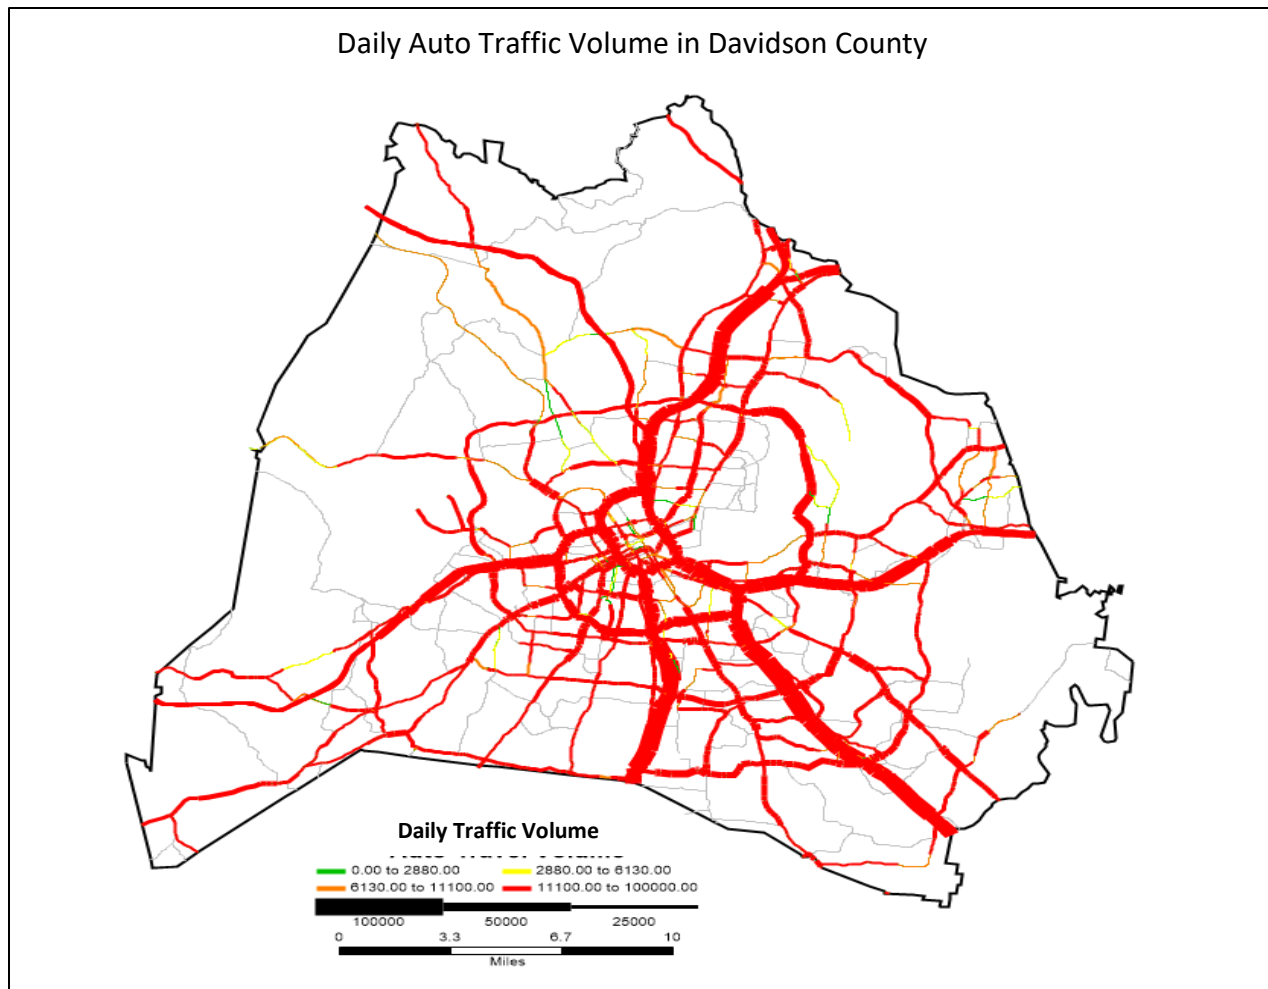 Daily Auto Traffic Volume in Davidson County
Daily Traffic Volume
0.00 to 2880.00 2880.00 to 6130.00
6130.00 to 11100.00 11100.00 to 100000.00
100000 50000 25000
0 3.3 6.7 10
Miles